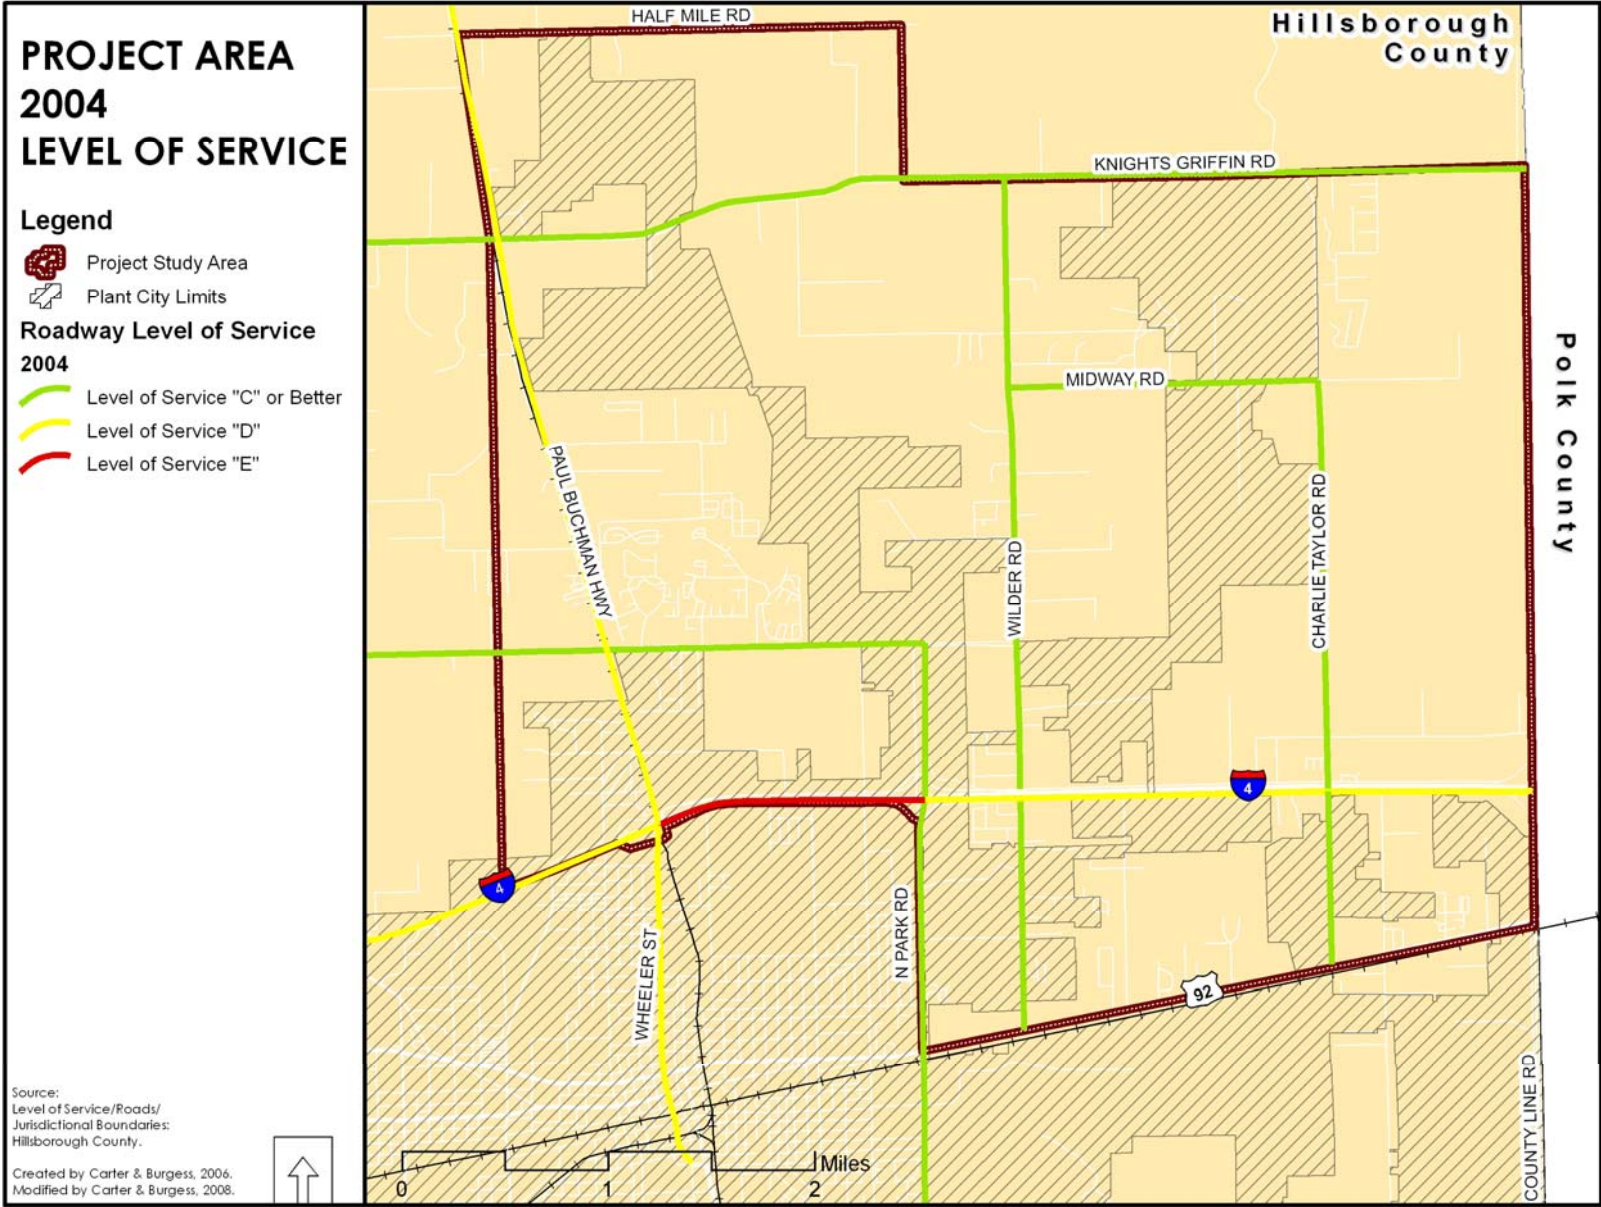 PROJECT AREA
2004
LEVEL OF SERVICE
Legend
Project Study Area
Plant City Limits
Roadway Level of Service
2004
Level of Service "C" or Better
Level of Service "D"
Level of Service "E"
Source:
Level of Service/Roads/
Jurisdictional Boundaries:
Hillsborough County.
Created by Carter & Burgess, 2006.
Modified by Carter & Burgess, 2008.
HALF MILE RD
Hillsborough
County
KNIGHTS GRIFFIN RD
Polk County
MIDWAY RD
PAUL BUCHMAN HWY
WILDER RD
CHARLIE TAYLOR RD
4
4
N PARK RD
WHEELER ST
92
COUNTY LINE RD
Miles
0
1
2